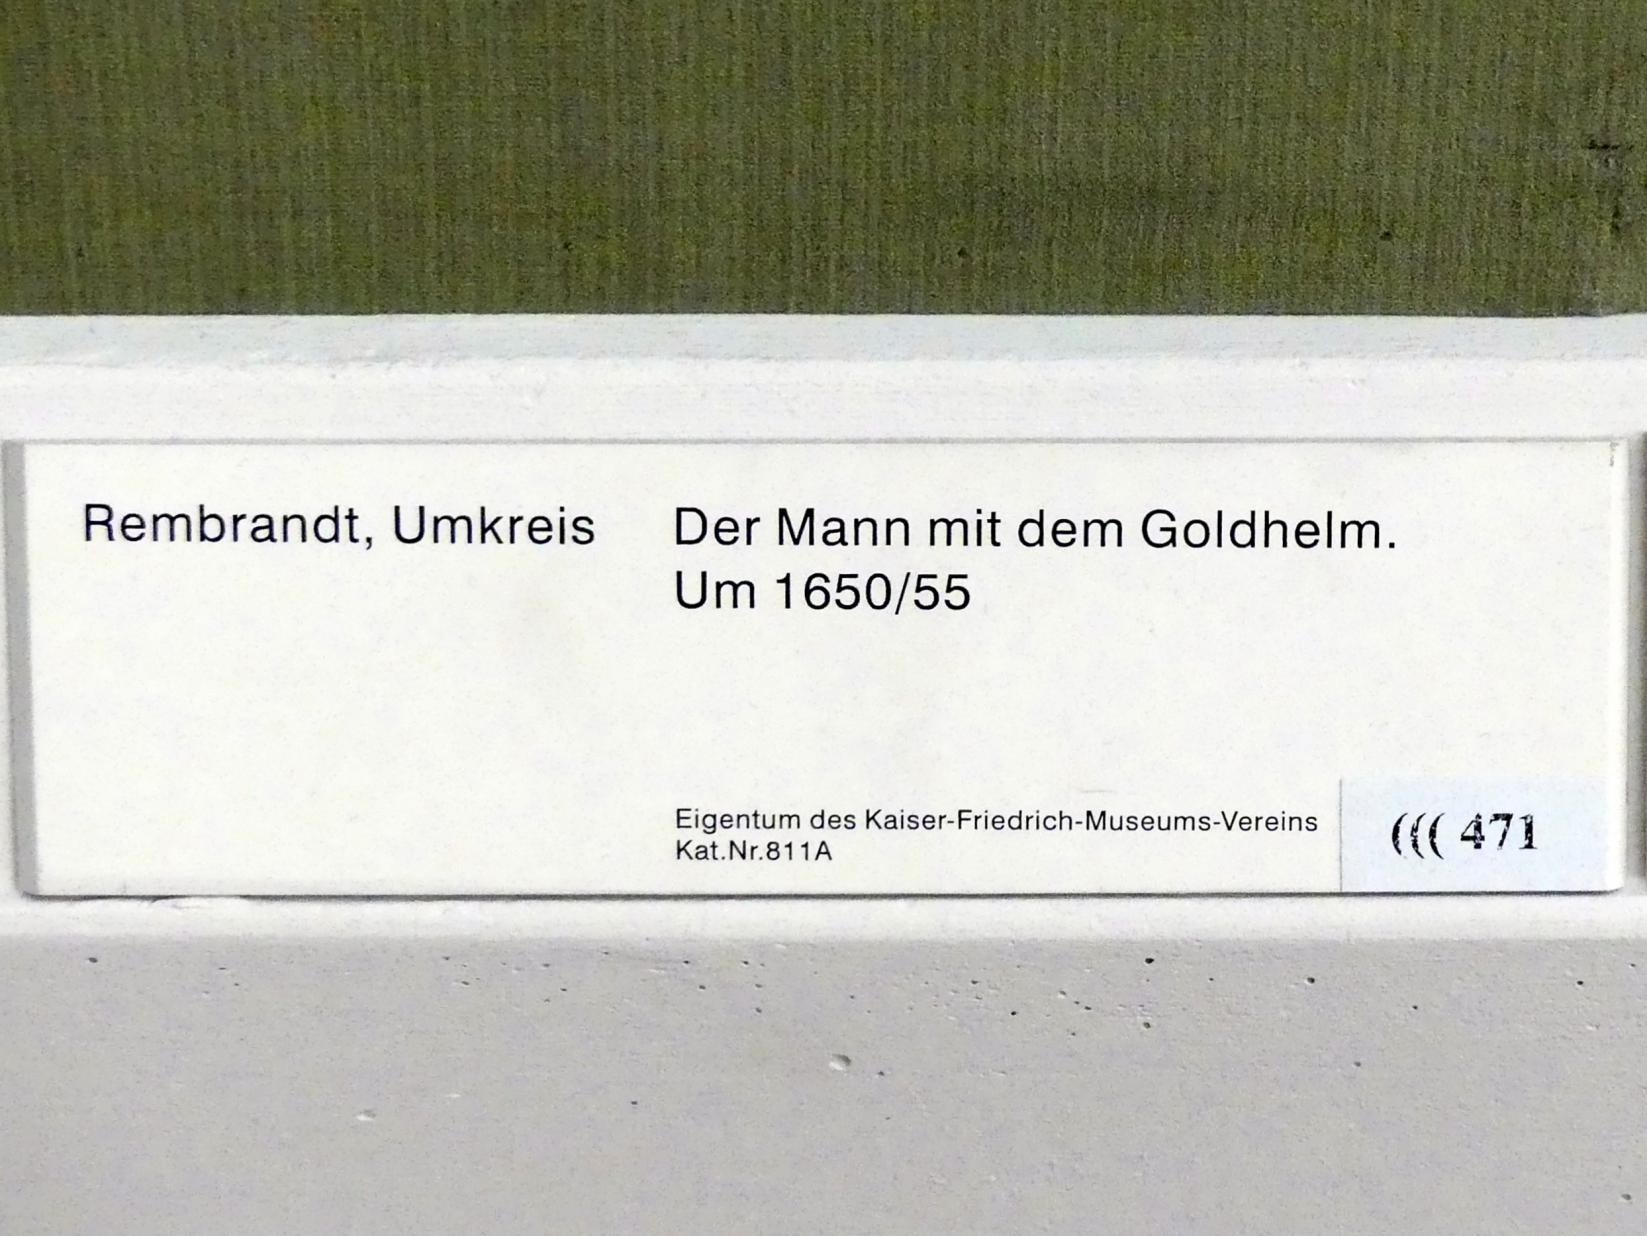 Rembrandt, Umkreis
Der Mann mit dem Goldhelm.
Um 1650/55
Eigentum des Kaiser-Friedrich-Museums-Vereins
Kat.Nr.811A
((( 471